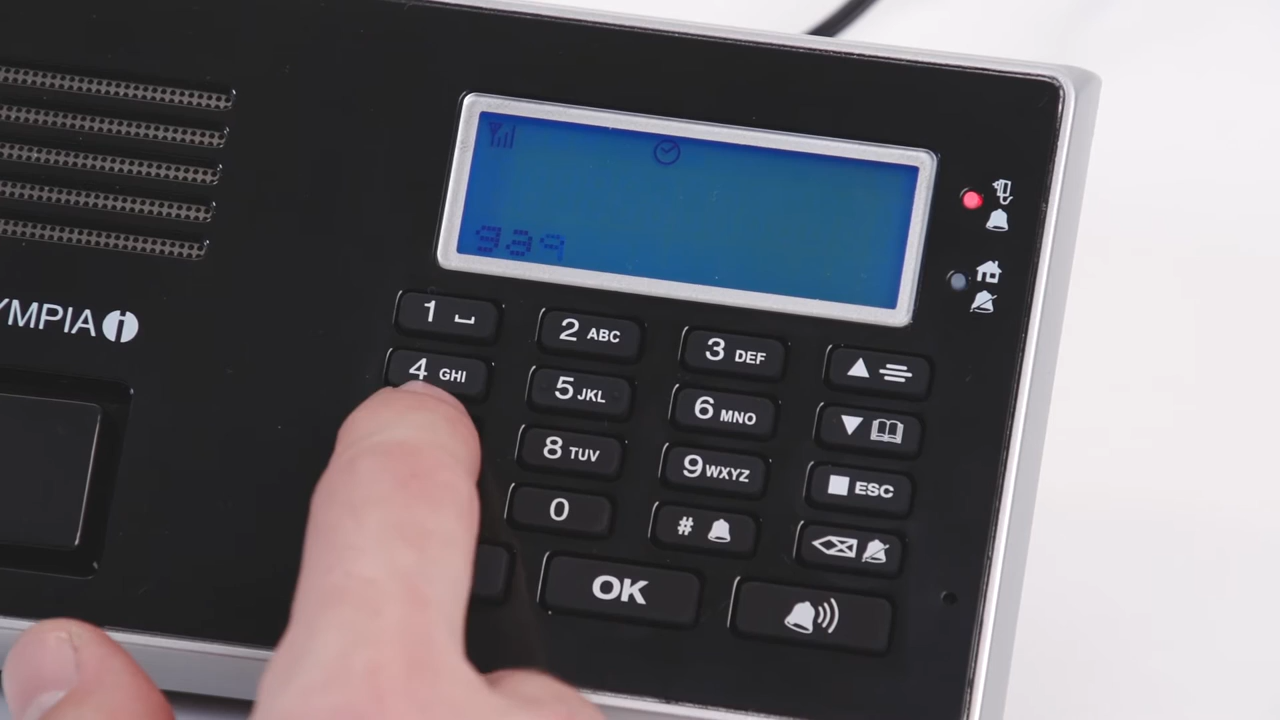 YMPIA
1
2 ABC
3 DEF
4 GHI
5 JKL
6 MNO
8 TUV
9 WXYZ
ESC
0
#
OK